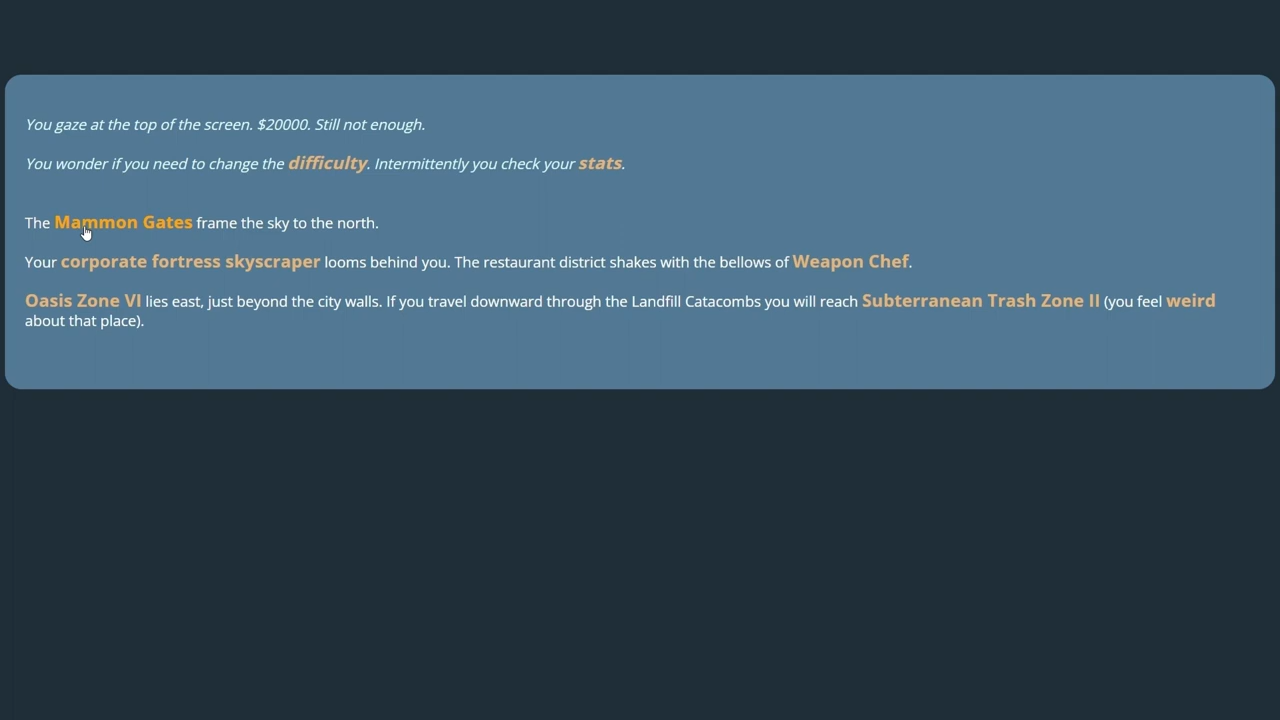 You gaze at the top of the screen. $20000. Still not enough.
You wonder if you need to change the difficulty. Intermittently you check your stats.
The Mammon Gates frame the sky to the north.
Your corporate fortress skyscraper looms behind you. The restaurant district shakes with the bellows of Weapon Chef.
Oasis Zone VI lies east, just beyond the city walls. If you travel downward through the Landfill Catacombs you will reach Subterranean Trash Zone II (you feel weird
about that place).